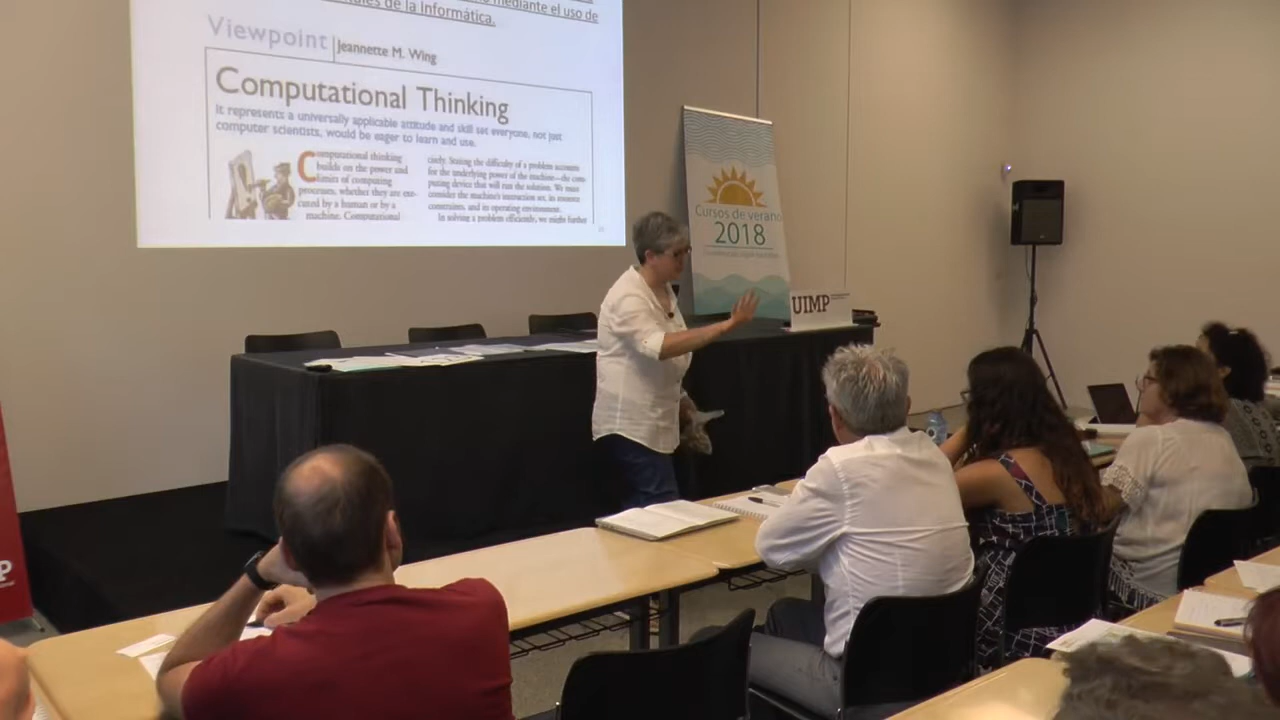 mediante el uso de
de la Informática.
Viewpoint Jeannette M. Wing
Computational Thinking
It represents a universally applicable attitude and skill set everyone, not just
computer scientists, would be eager to learn and use.
Computational thinking
builds on the power and
limits of computing
processes, whether they are exe-
cuted by a human or by a
machine. Computational
cisely. Stating the difficulty of a problem accounts
for the underlying power of the machine—the com-
puting device that will run the solution. We must
consider the machine's instruction set, its resource
constraints, and its operating environment.
In solving a problem efficiently, we might further
Cursos de verano
2018
UIMP
P